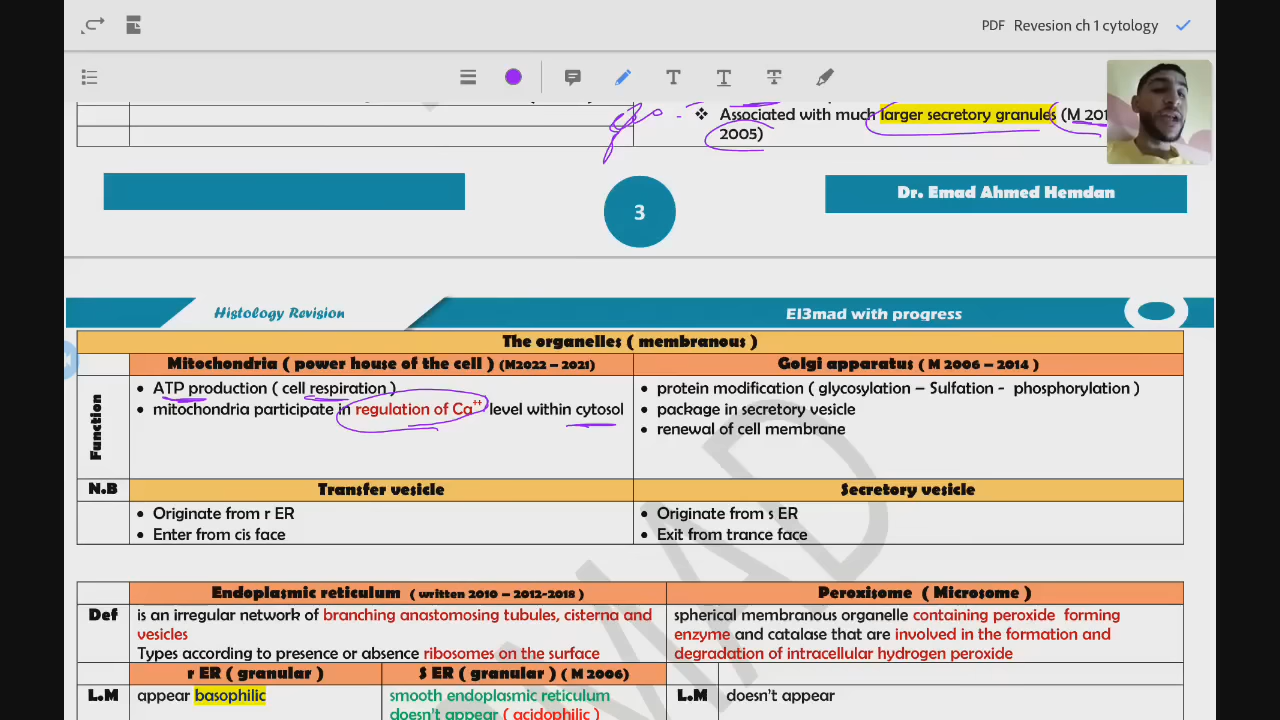 PDF Revesion ch 1 cytology
❖ Associated with much larger secretory granules (M 201
2005)
3
Dr. Emad Ahmed Hemdan
Histology Revision
El3mad with progress
The organelles ( membranous )
Mitochondria ( power house of the cell ) (M2022 – 2021)
Golgi apparatus ( M 2006 – 2014 )
Function
• ATP production ( cell respiration )
• mitochondria participate in regulation of Ca++ level within cytosol
• protein modification ( glycosylation – Sulfation - phosphorylation )
• package in secretory vesicle
• renewal of cell membrane
N.B
Transfer vesicle
Secretory vesicle
• Originate from r ER
• Enter from cis face
• Originate from s ER
• Exit from trance face
Endoplasmic reticulum ( written 2010 – 2012-2018 )
Peroxisome ( Microsome )
Def
is an irregular network of branching anastomosing tubules, cisterna and
vesicles
Types according to presence or absence ribosomes on the surface
spherical membranous organelle containing peroxide forming
enzyme and catalase that are involved in the formation and
degradation of intracellular hydrogen peroxide
r ER ( granular )
S ER ( granular ) ( M 2006)
L.M
appear basophilic
smooth endoplasmic reticulum
doesn't appear ( acidophilic )
L.M
doesn't appear